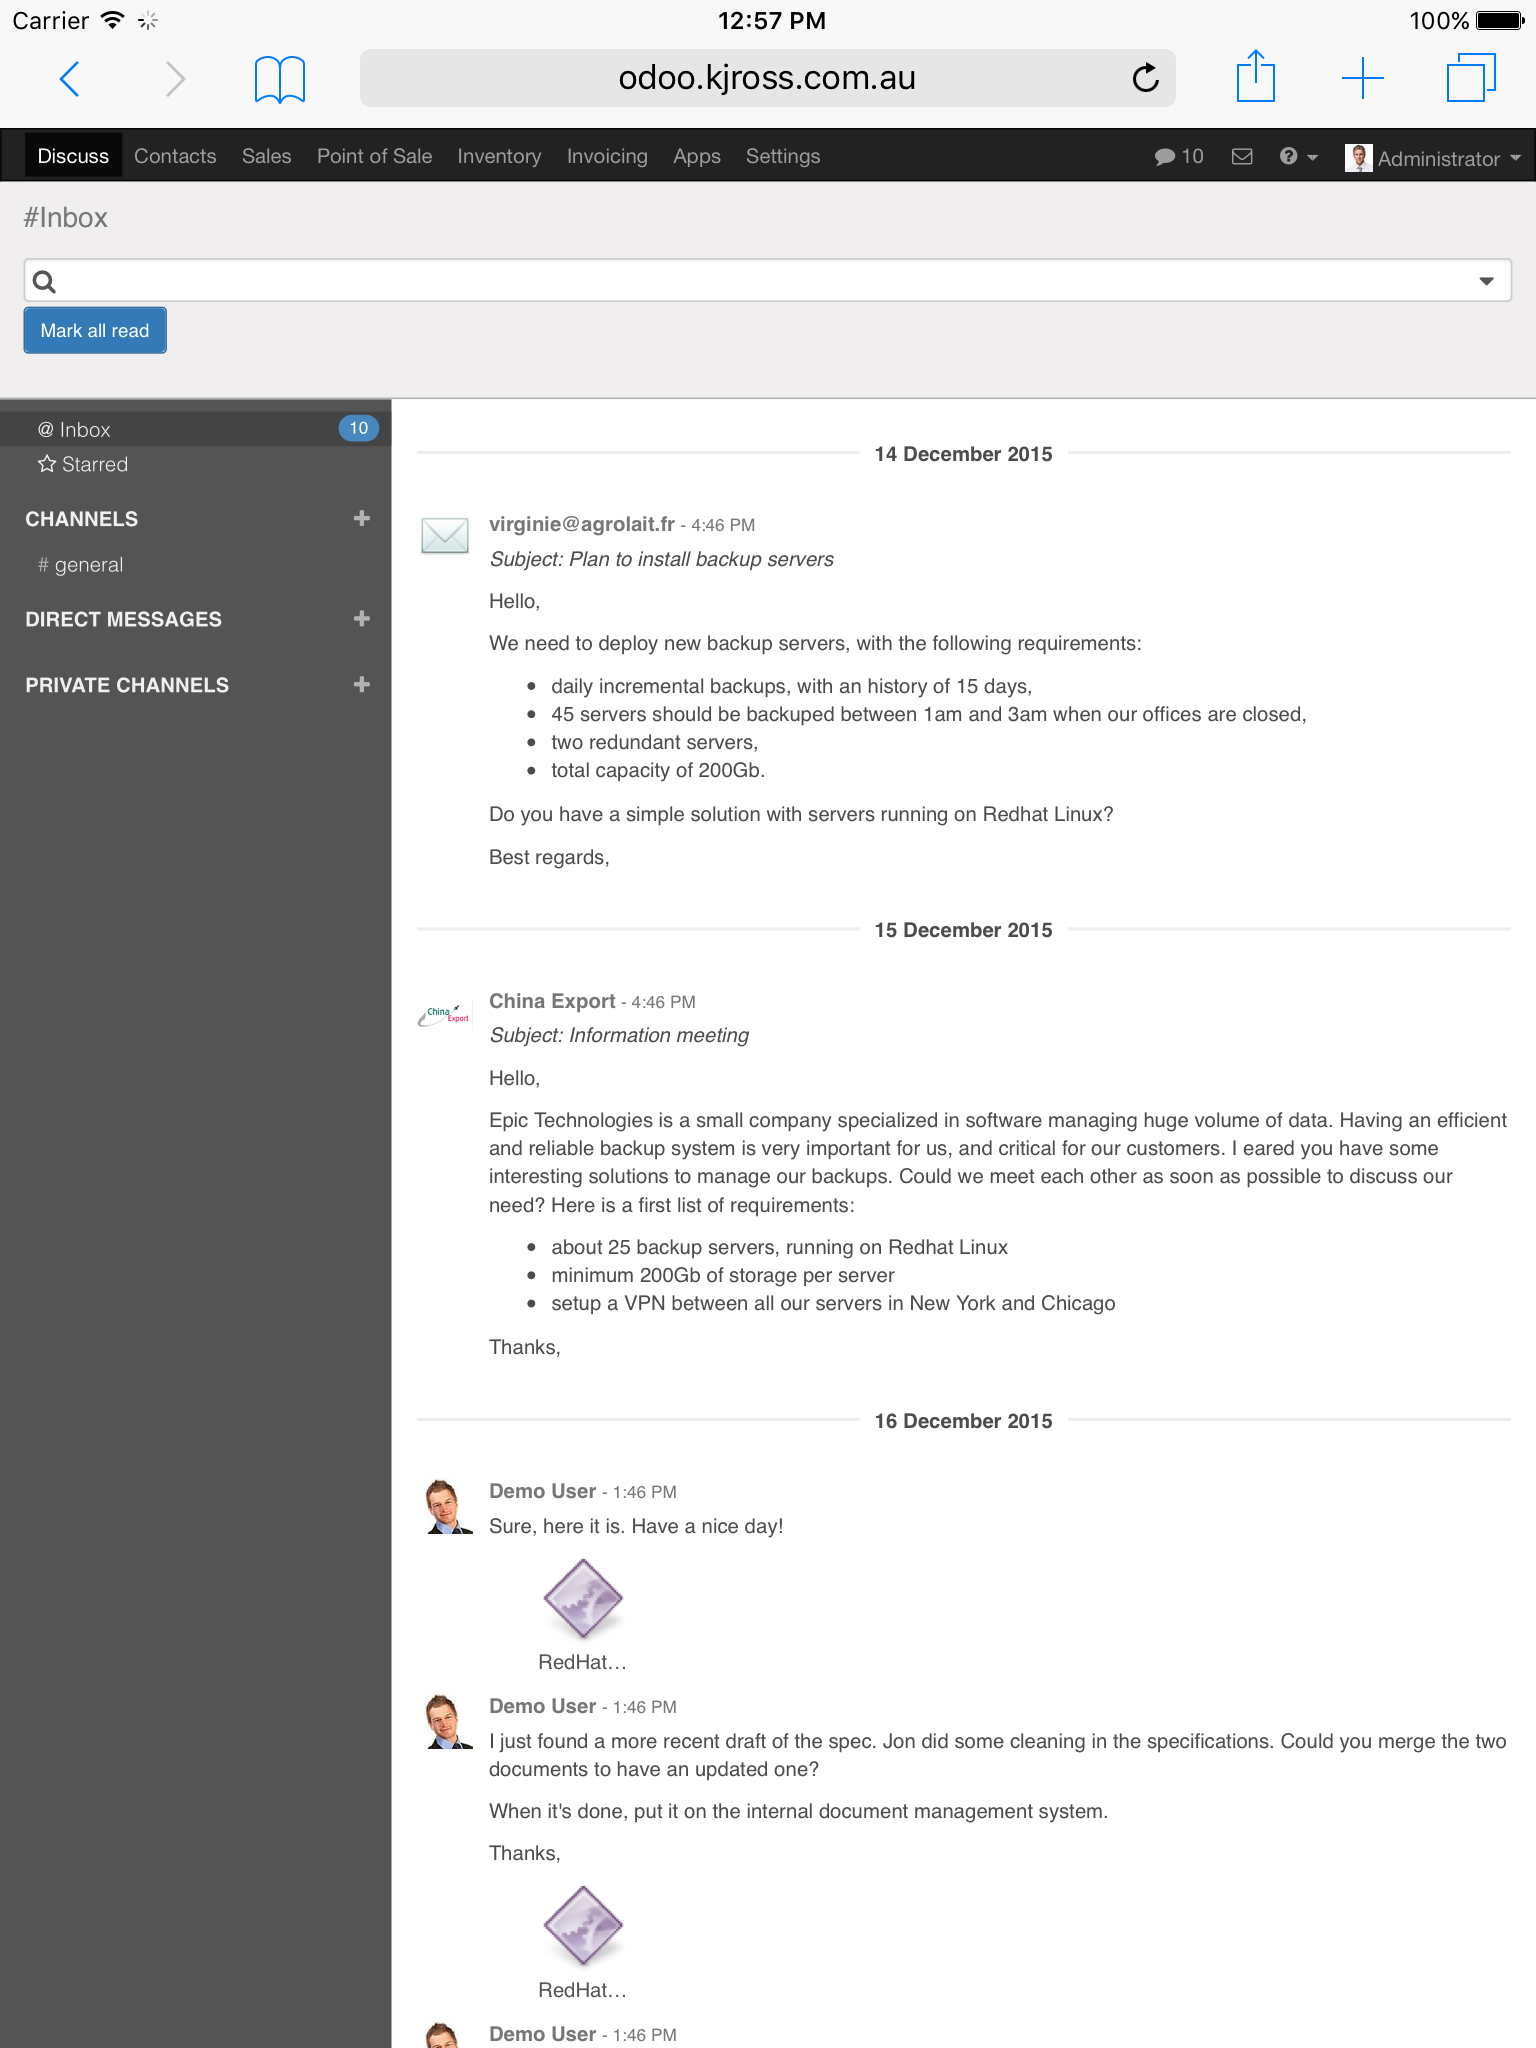 Carrier 12:57 PM 100%
odoo.kjross.com.au
Discuss Contacts Sales Point of Sale Inventory Invoicing Apps Settings 10 Administrator
#Inbox
Mark all read
@ Inbox 10
Starred
CHANNELS
# general
DIRECT MESSAGES
PRIVATE CHANNELS
14 December 2015
virginie@agrolait.fr - 4:46 PM
Subject: Plan to install backup servers
Hello,
We need to deploy new backup servers, with the following requirements:
• daily incremental backups, with an history of 15 days,
• 45 servers should be backuped between 1am and 3am when our offices are closed,
• two redundant servers,
• total capacity of 200Gb.
Do you have a simple solution with servers running on Redhat Linux?
Best regards,
15 December 2015
China
Export
China Export - 4:46 PM
Subject: Information meeting
Hello,
Epic Technologies is a small company specialized in software managing huge volume of data. Having an efficient
and reliable backup system is very important for us, and critical for our customers. I eared you have some
interesting solutions to manage our backups. Could we meet each other as soon as possible to discuss our
need? Here is a first list of requirements:
• about 25 backup servers, running on Redhat Linux
• minimum 200Gb of storage per server
• setup a VPN between all our servers in New York and Chicago
Thanks,
16 December 2015
Demo User - 1:46 PM
Sure, here it is. Have a nice day!
RedHat...
Demo User - 1:46 PM
I just found a more recent draft of the spec. Jon did some cleaning in the specifications. Could you merge the two
documents to have an updated one?
When it's done, put it on the internal document management system.
Thanks,
RedHat...
Demo User - 1:46 PM